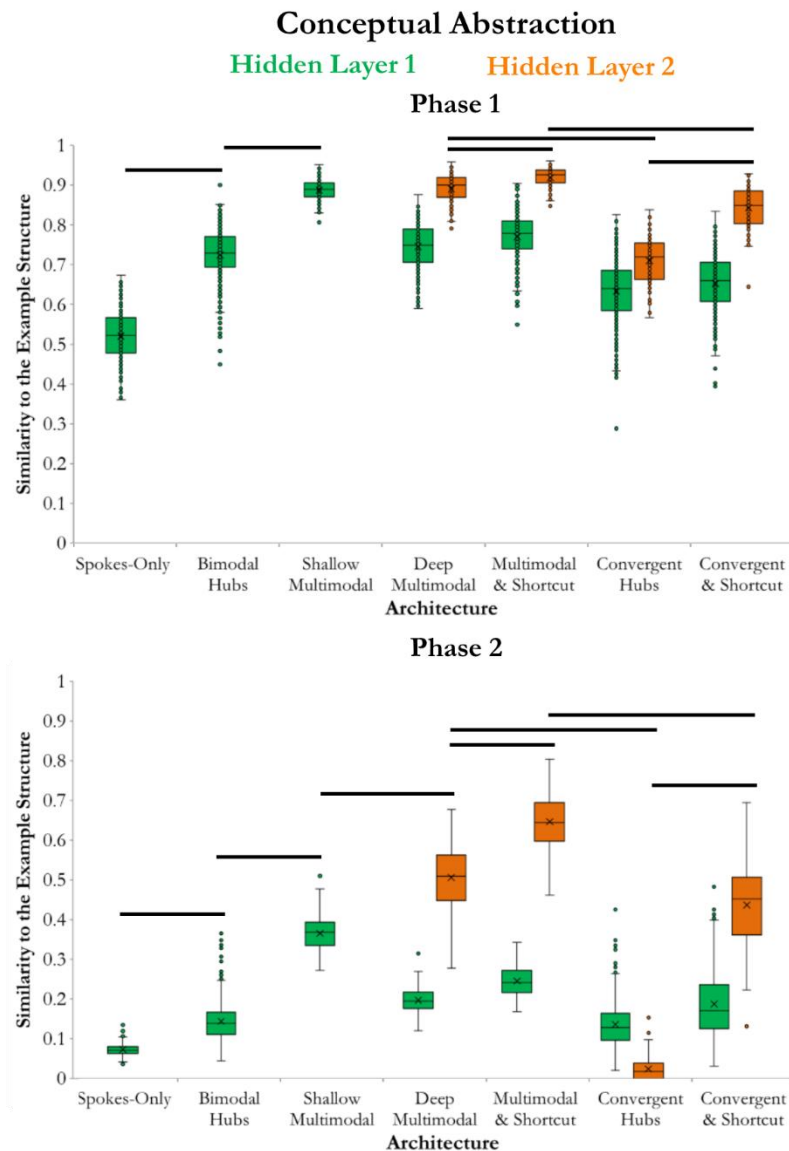 Conceptual Abstraction
Hidden Layer 1 Hidden Layer 2
Phase 1
Similarity to the Example Structure
1
0.9
0.8
0.7
0.6
0.5
0.4
0.3
0.2
0.1
0
Spokes-Only Bimodal Shallow Deep Multimodal Convergent Convergent
Hubs Multimodal Multimodal & Shortcut Hubs & Shortcut
Architecture
Phase 2
Similarity to the Example Structure
1
0.9
0.8
0.7
0.6
0.5
0.4
0.3
0.2
0.1
0
Spokes-Only Bimodal Shallow Deep Multimodal Convergent Convergent
Hubs Multimodal Multimodal & Shortcut Hubs & Shortcut
Architecture